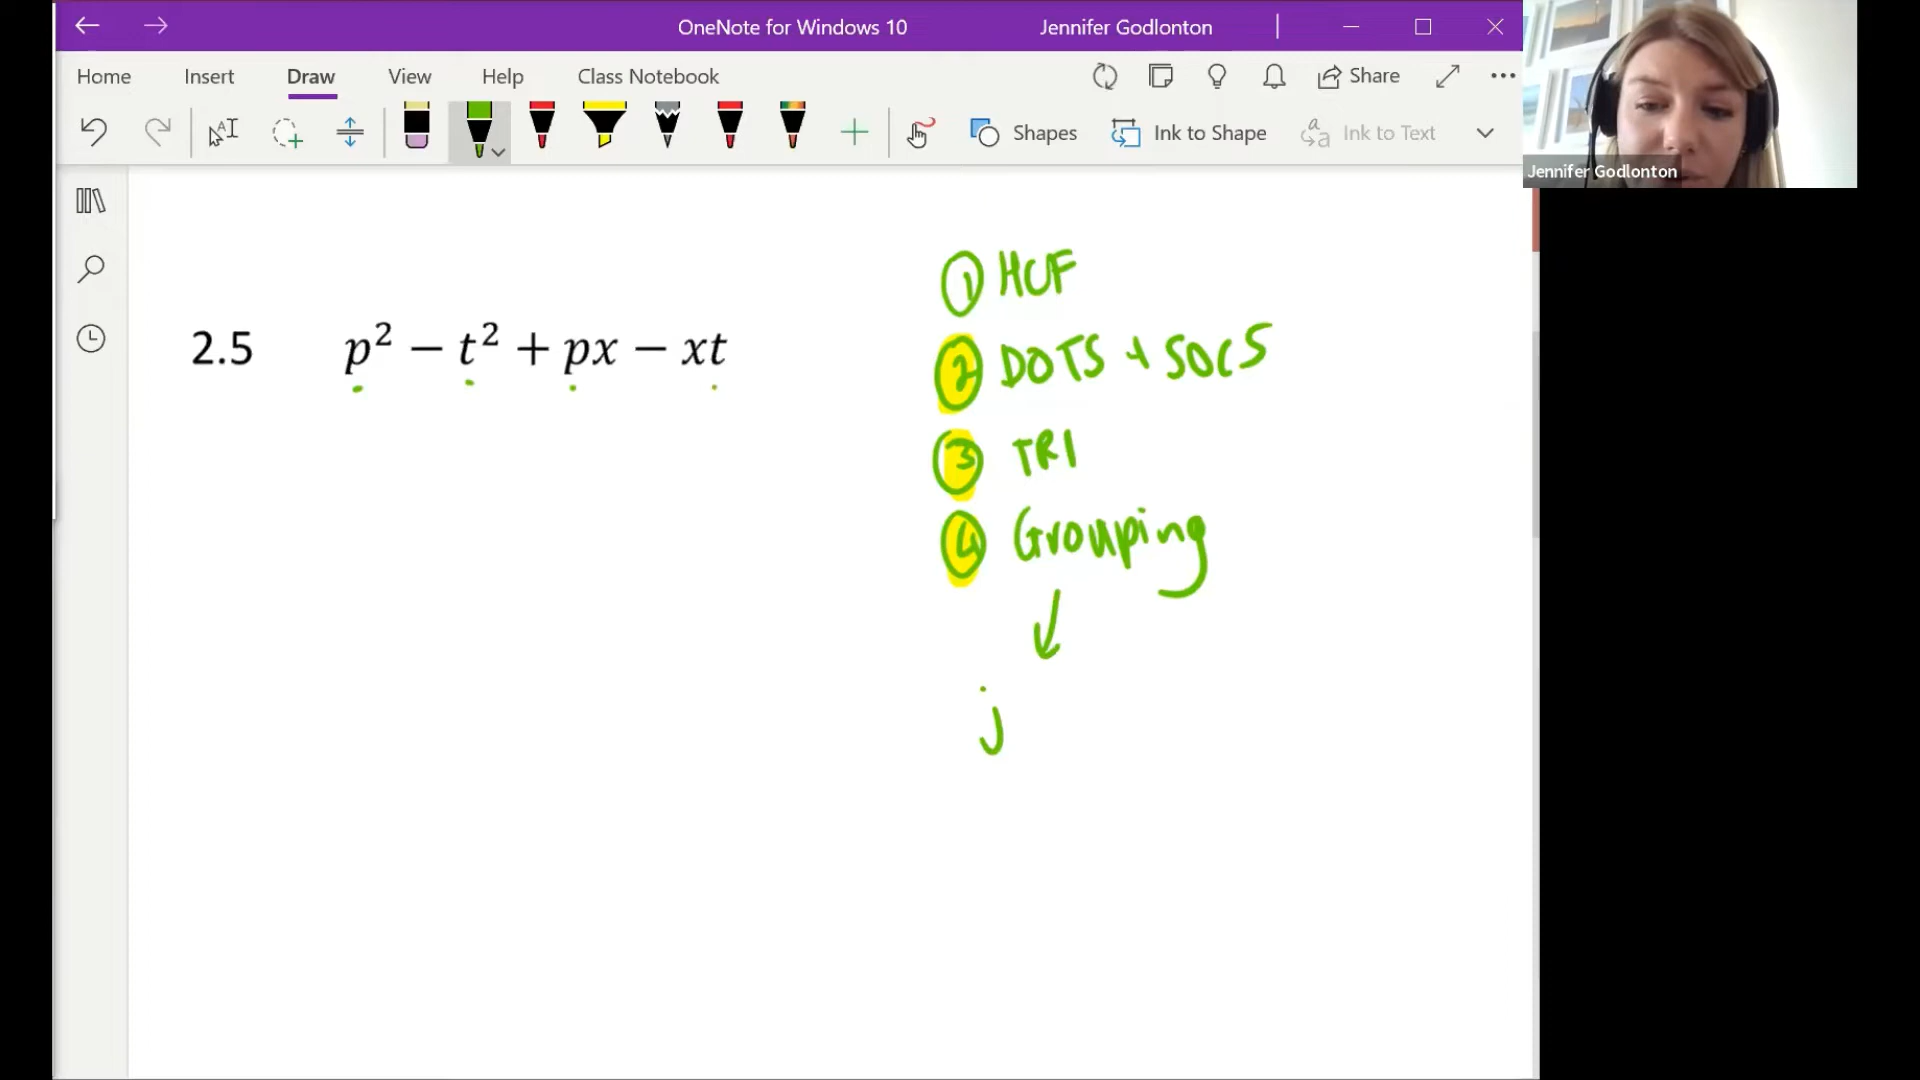 OneNote for Windows 10 Jennifer Godlonton
Home Insert Draw View Help Class Notebook Share
Shapes Ink to Shape Ink to Text
Jennifer Godlonton
① HCF
2.5 p² − t² + px − xt
② DOTS + SOCS
③ TRI
④ Grouping
j